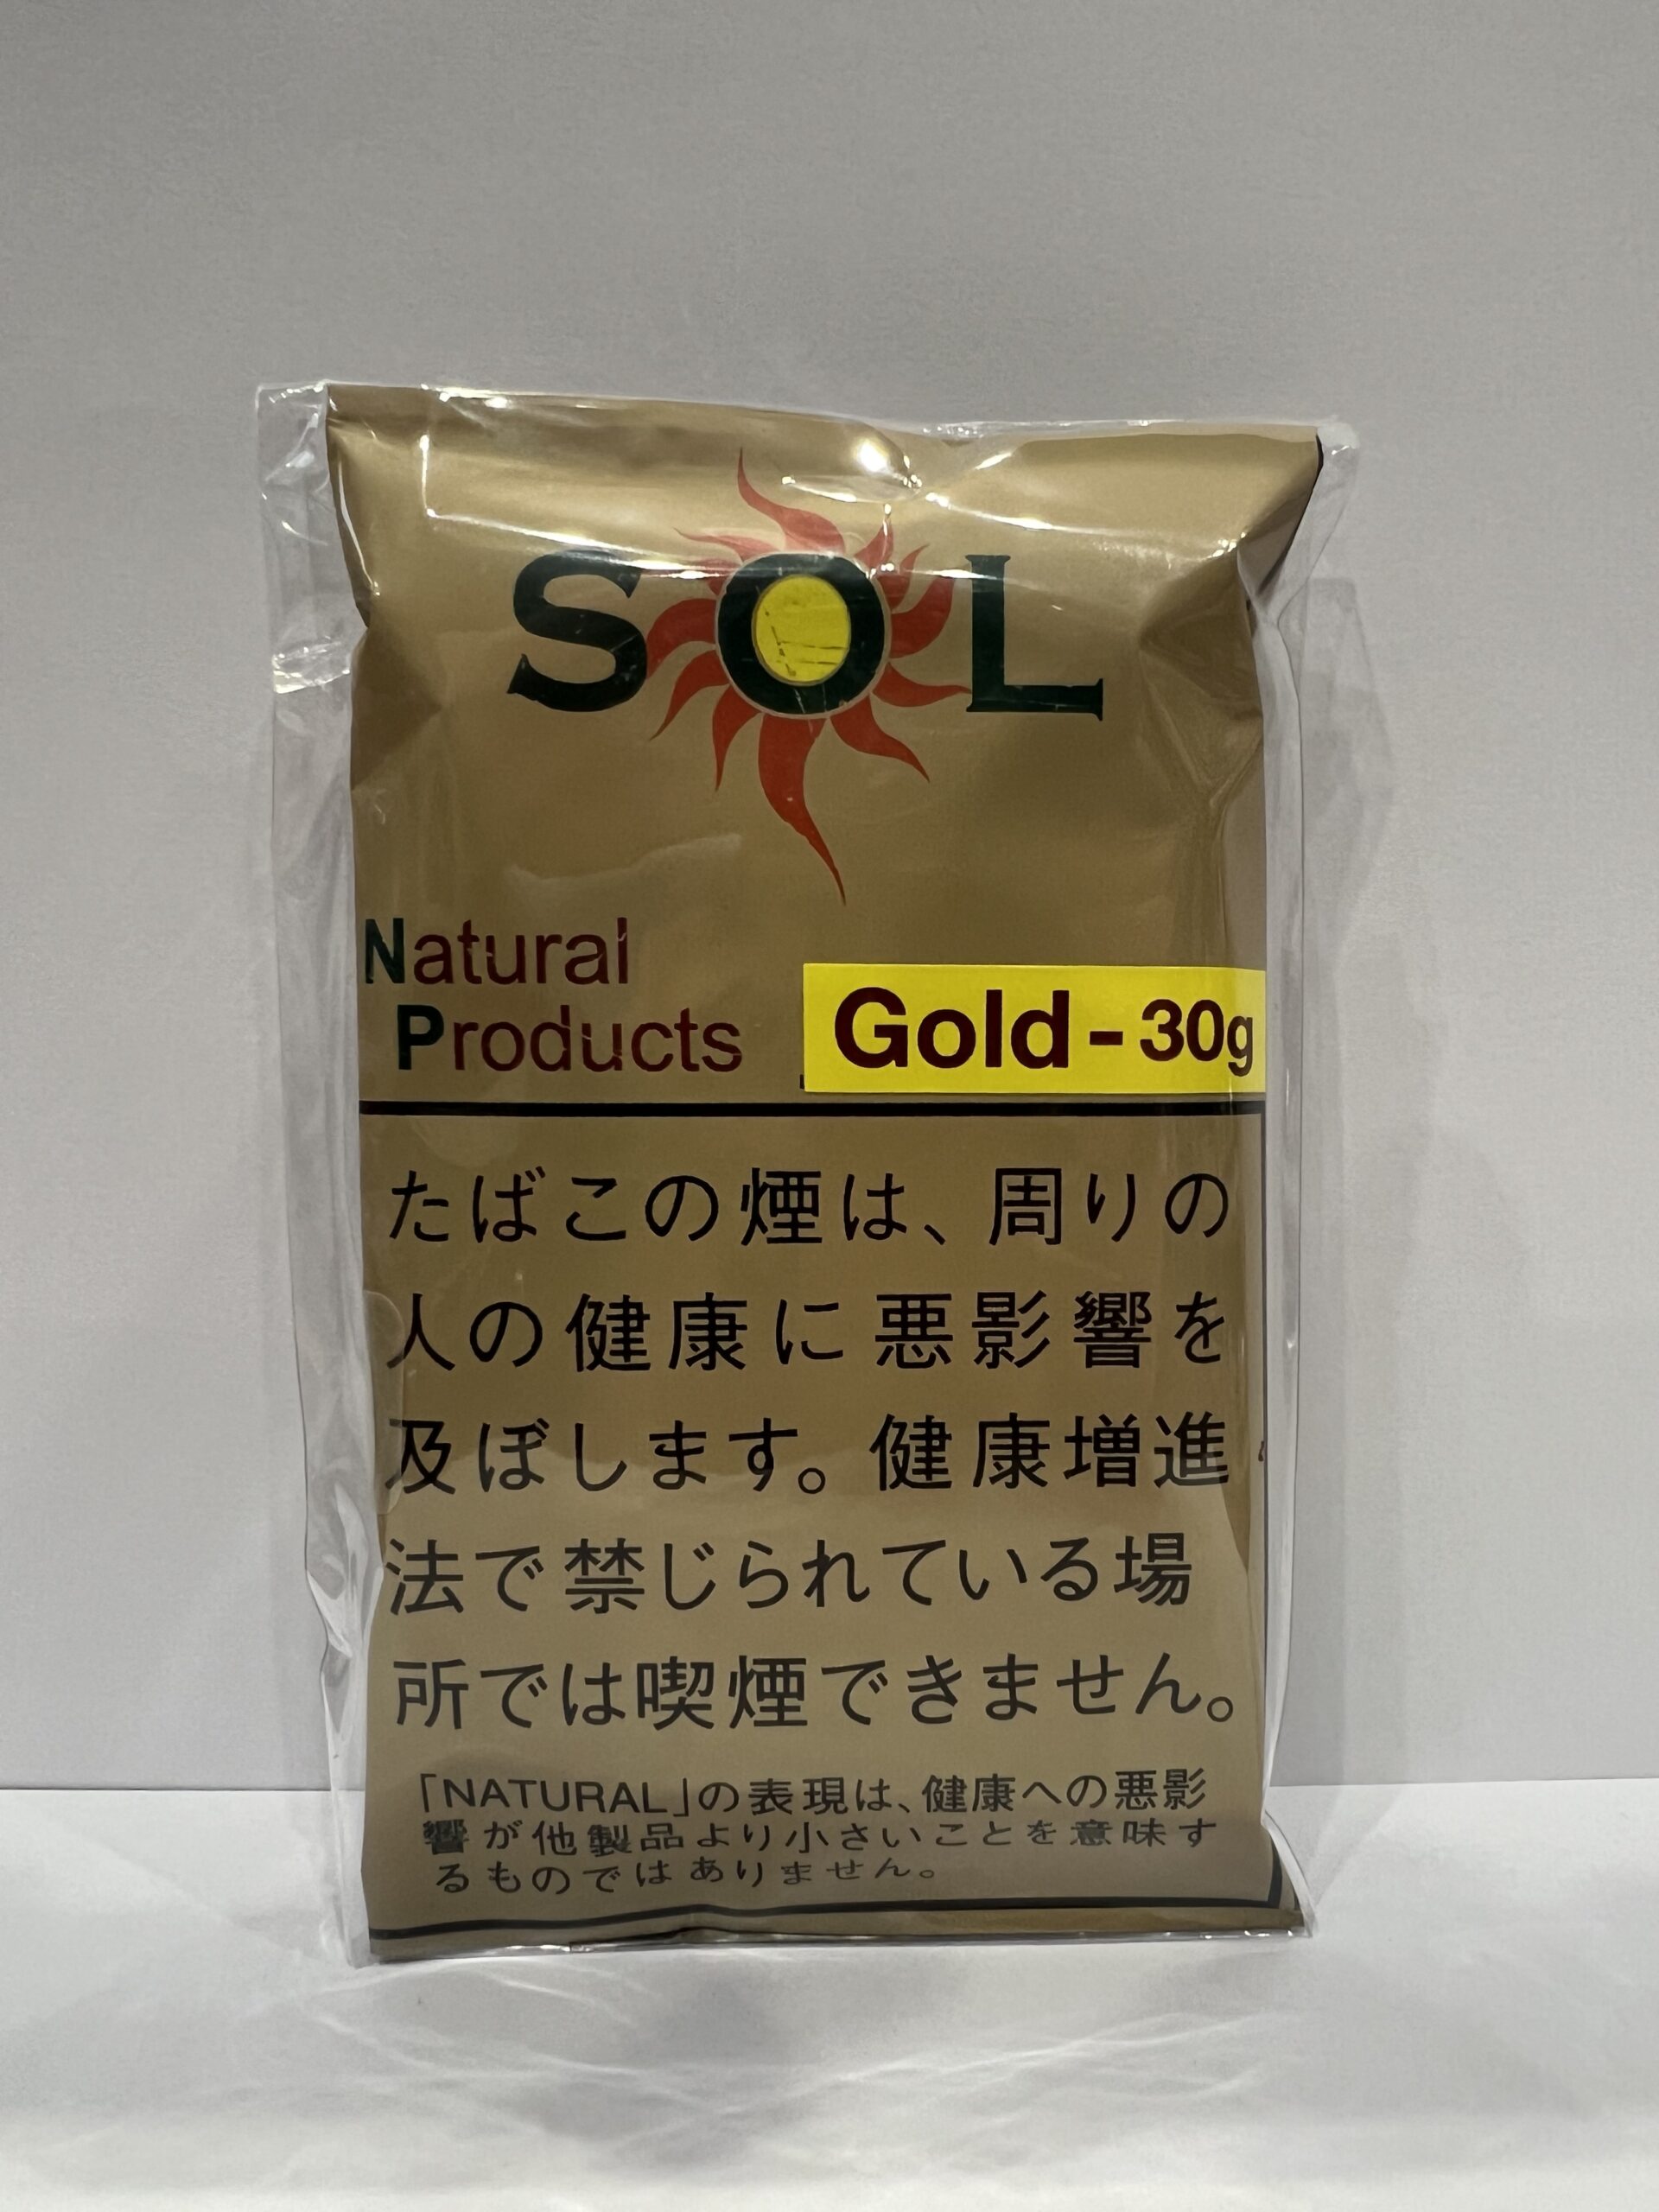 SOL
Natural
Products
Gold - 30g
たばこの煙は、周りの
人の健康に悪影響を
及ぼします。健康増進
法で禁じられている場
所では喫煙できません。
「NATURAL」の表現は、健康への悪影
響が他製品より小さいことを意味す
るものではありません。